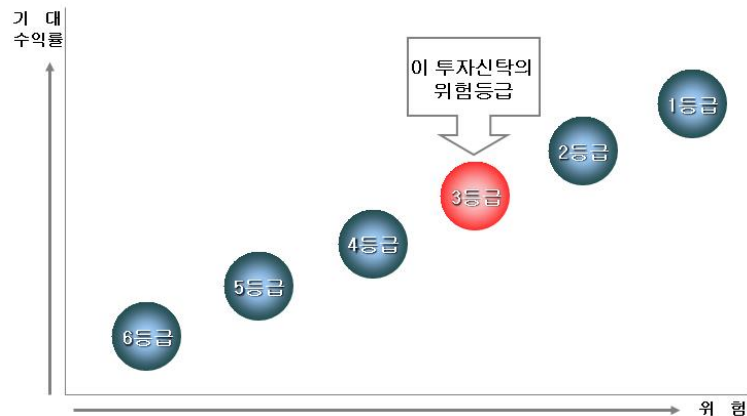 기 대
수익률
이 투자신탁의
위험등급
1등급
2등급
3등급
4등급
5등급
6등급
위 험